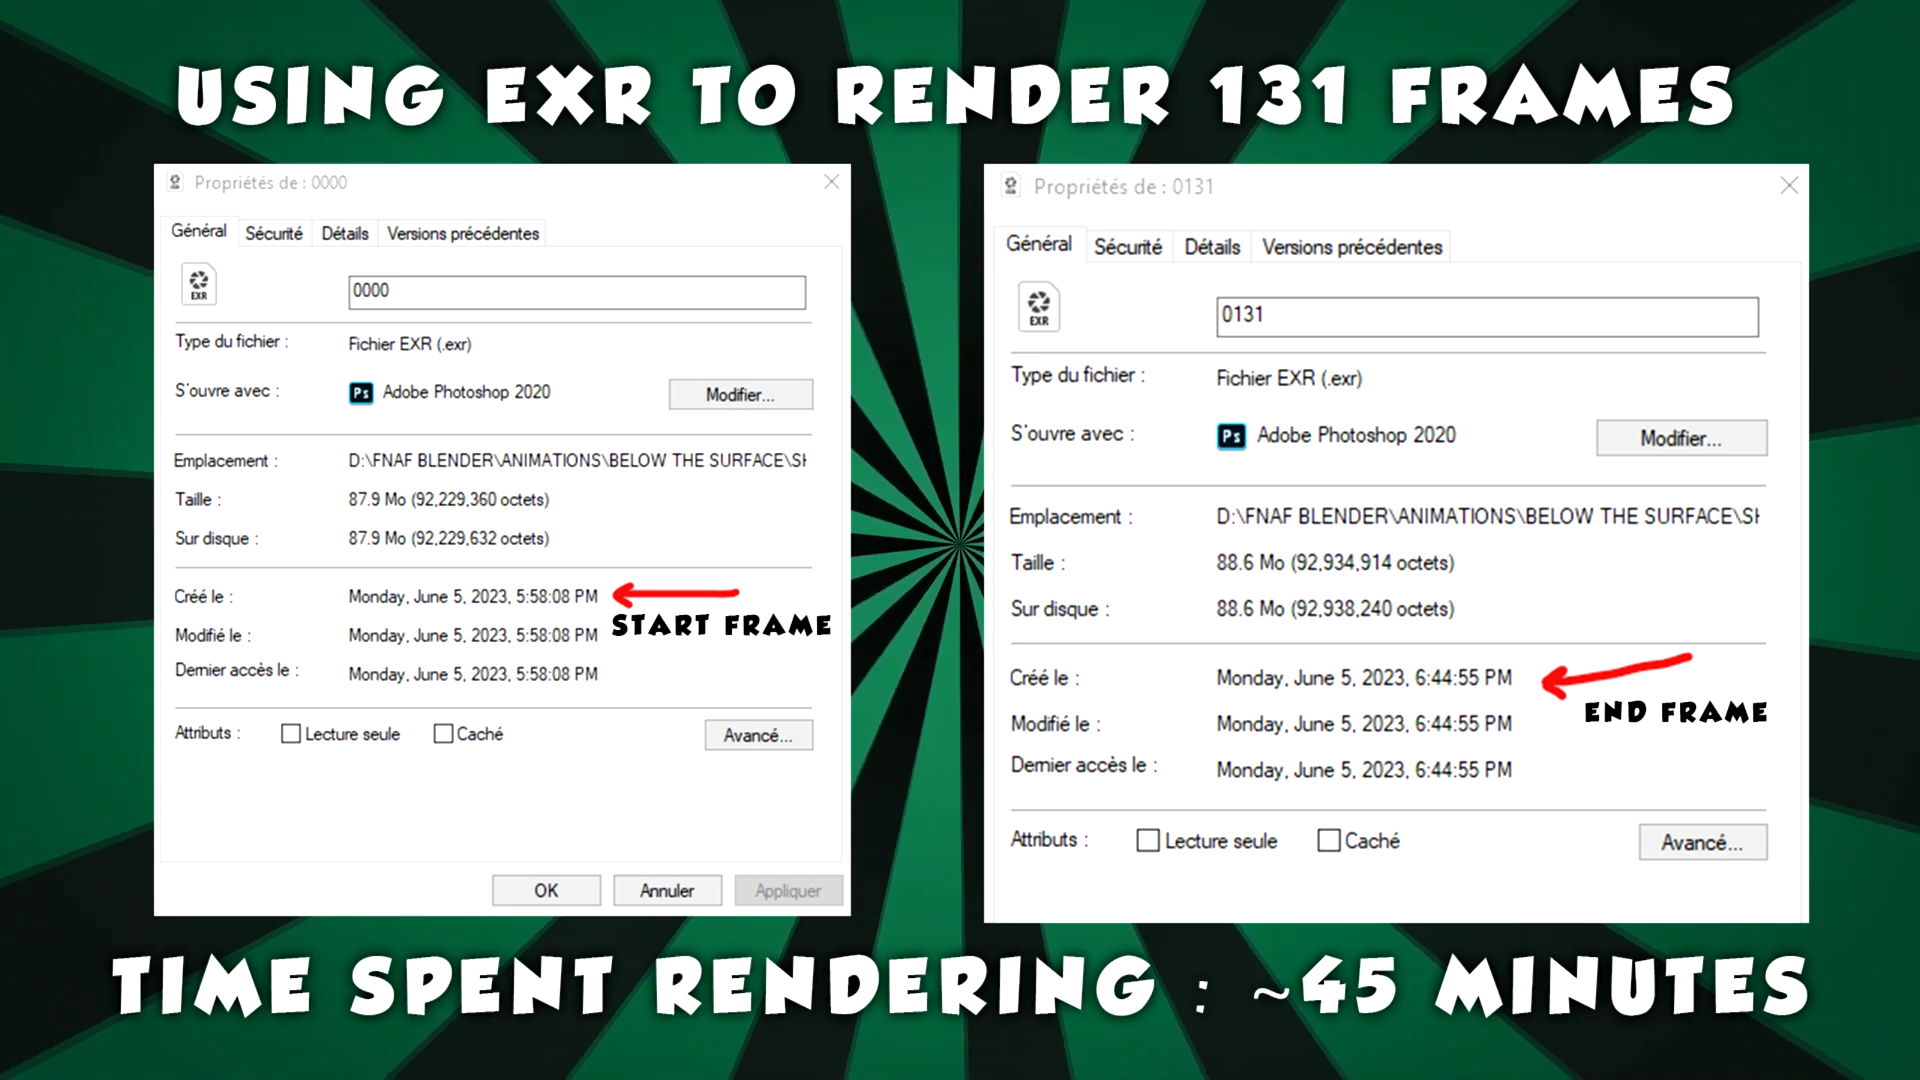 USING EXR TO RENDER 131 FRAMES
Propriétés de : 0000
Général Sécurité Détails Versions précédentes
EXR
0000
Type du fichier : Fichier EXR (.exr)
S'ouvre avec : Ps Adobe Photoshop 2020 Modifier...
Emplacement : D:\FNAF BLENDER\ANIMATIONS\BELOW THE SURFACE\SH
Taille : 87.9 Mo (92,229,360 octets)
Sur disque : 87.9 Mo (92,229,632 octets)
Créé le : Monday, June 5, 2023, 5:58:08 PM
START FRAME
Modifié le : Monday, June 5, 2023, 5:58:08 PM
Dernier accès le : Monday, June 5, 2023, 5:58:08 PM
Attributs : Lecture seule Caché Avancé...
OK Annuler Appliquer
Propriétés de : 0131
Général Sécurité Détails Versions précédentes
EXR
0131
Type du fichier : Fichier EXR (.exr)
S'ouvre avec : Ps Adobe Photoshop 2020 Modifier...
Emplacement : D:\FNAF BLENDER\ANIMATIONS\BELOW THE SURFACE\SH
Taille : 88.6 Mo (92,934,914 octets)
Sur disque : 88.6 Mo (92,938,240 octets)
Créé le : Monday, June 5, 2023, 6:44:55 PM
END FRAME
Modifié le : Monday, June 5, 2023, 6:44:55 PM
Dernier accès le : Monday, June 5, 2023, 6:44:55 PM
Attributs : Lecture seule Caché Avancé...
TIME SPENT RENDERING : ~45 MINUTES